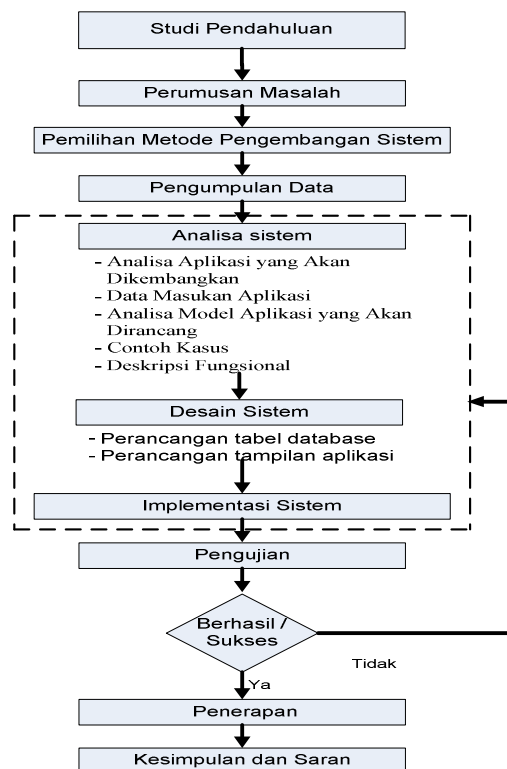 Studi Pendahuluan
Perumusan Masalah
Pemilihan Metode Pengembangan Sistem
Pengumpulan Data
Analisa sistem
- Analisa Aplikasi yang Akan
Dikembangkan
- Data Masukan Aplikasi
- Analisa Model Aplikasi yang Akan
Dirancang
- Contoh Kasus
- Deskripsi Fungsional
Desain Sistem
- Perancangan tabel database
- Perancangan tampilan aplikasi
Implementasi Sistem
Pengujian
Berhasil /
Sukses
Tidak
Ya
Penerapan
Kesimpulan dan Saran